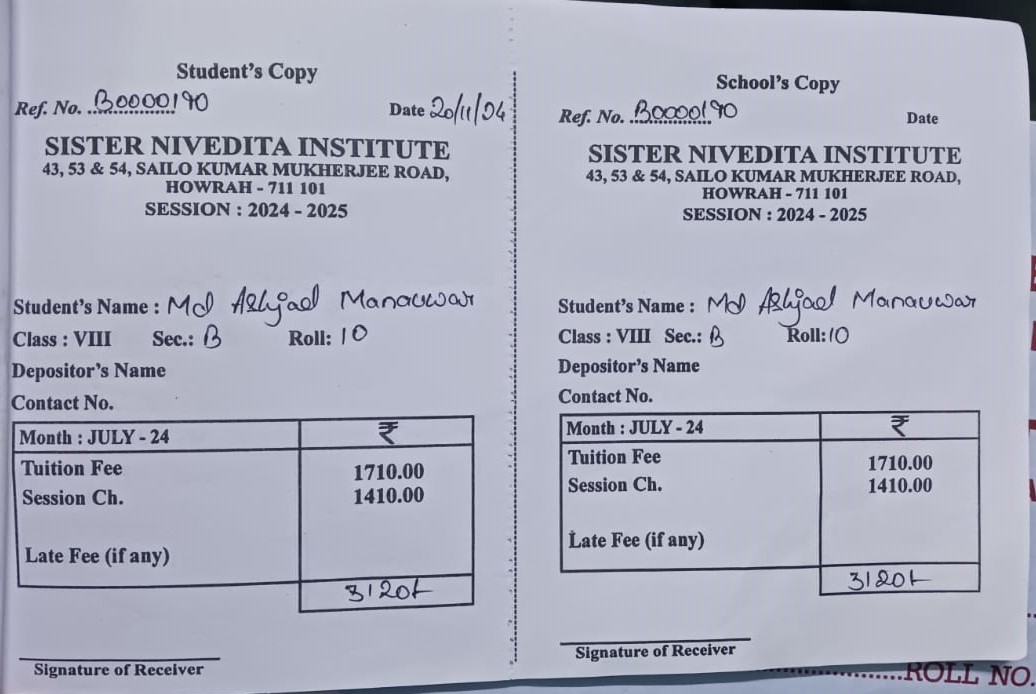 Student's Copy
Ref. No. B0000190 Date 20/11/04
SISTER NIVEDITA INSTITUTE
43, 53 & 54, SAILO KUMAR MUKHERJEE ROAD,
HOWRAH - 711 101
SESSION : 2024 - 2025
Student's Name : Md Ashjael Manauwar
Class : VIII Sec.: B Roll: 10
Depositor's Name
Contact No.
Month : JULY - 24 ₹
Tuition Fee 1710.00
Session Ch. 1410.00
Late Fee (if any)
3120/-
Signature of Receiver
School's Copy
Ref. No. B0000190 Date
SISTER NIVEDITA INSTITUTE
43, 53 & 54, SAILO KUMAR MUKHERJEE ROAD,
HOWRAH - 711 101
SESSION : 2024 - 2025
Student's Name : Md Ashjael Manauwar
Class : VIII Sec.: B Roll: 10
Depositor's Name
Contact No.
Month : JULY - 24 ₹
Tuition Fee 1710.00
Session Ch. 1410.00
Late Fee (if any)
3120/-
Signature of Receiver
ROLL NO